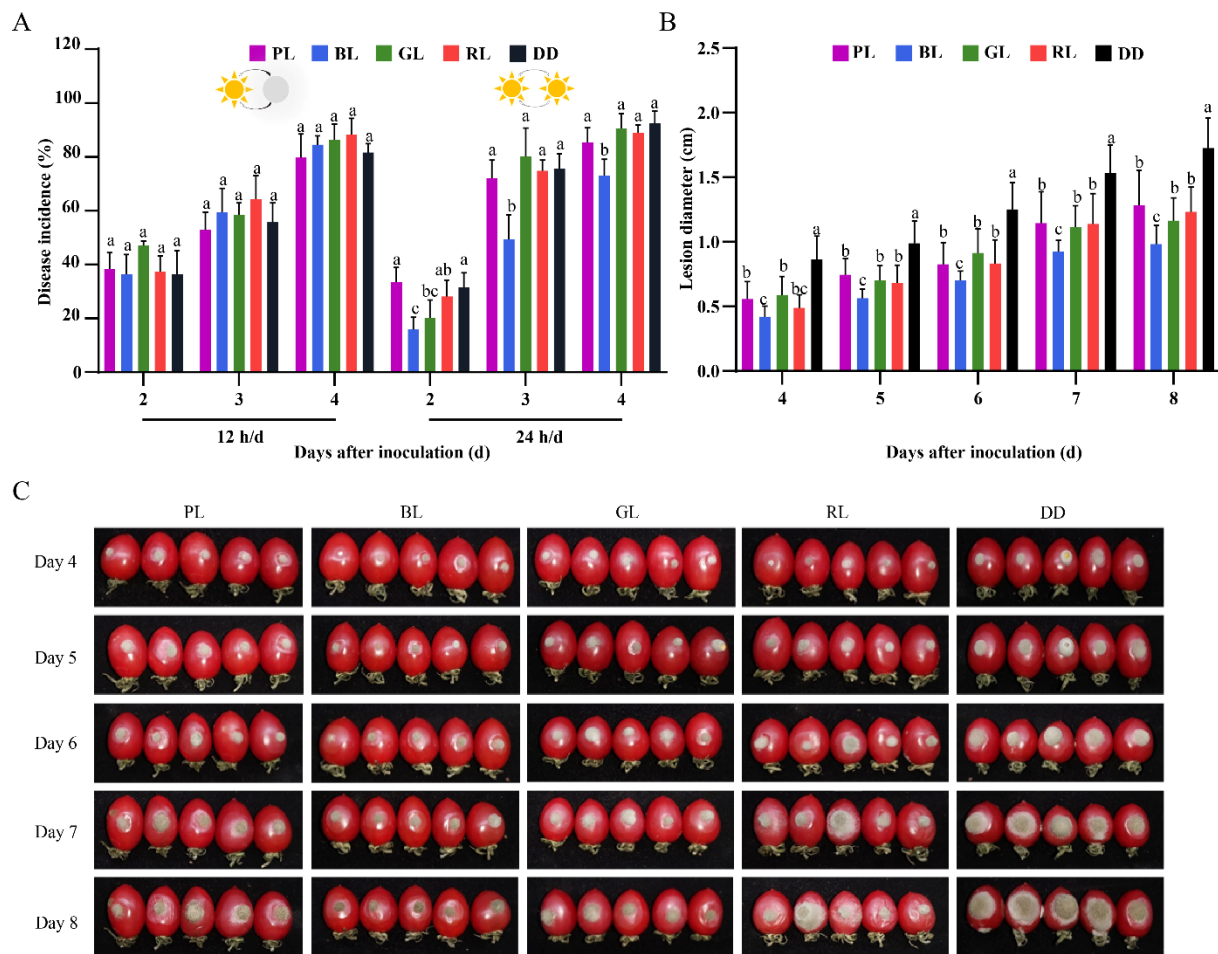 A
120
100
80
60
40
20
0
Disease incidence (%)
PL BL GL RL DD
a a a a a
a a a a a
a a a a a
a c bc ab a
a b a a a
a b a a a
2 3 4 2 3 4
12 h/d 24 h/d
Days after inoculation (d)
B
2.5
2.0
1.5
1.0
0.5
0.0
Lesion diameter (cm)
PL BL GL RL DD
b c b bc a
b c b b a
b c b b a
b c b b a
b c b b a
4 5 6 7 8
Days after inoculation (d)
C
PL BL GL RL DD
Day 4
Day 5
Day 6
Day 7
Day 8